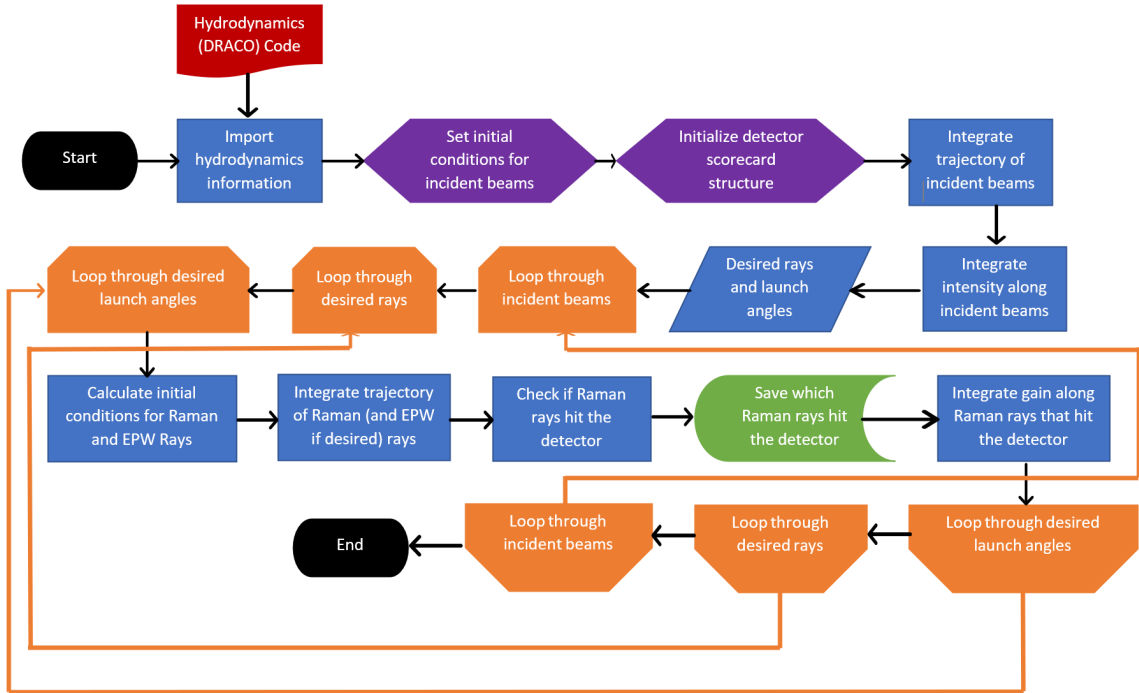 Hydrodynamics
(DRACO) Code
Start
Import
hydrodynamics
information
Set initial
conditions for
incident beams
Initialize detector
scorecard
structure
Integrate
trajectory of
incident beams
Loop through desired
launch angles
Loop through
desired rays
Loop through
incident beams
Desired rays
and launch
angles
Integrate
intensity along
incident beams
Calculate initial
conditions for Raman
and EPW Rays
Integrate trajectory
of Raman (and EPW
if desired) rays
Check if Raman
rays hit the
detector
Save which
Raman rays hit
the detector
Integrate gain along
Raman rays that hit
the detector
End
Loop through
incident beams
Loop through
desired rays
Loop through desired
launch angles